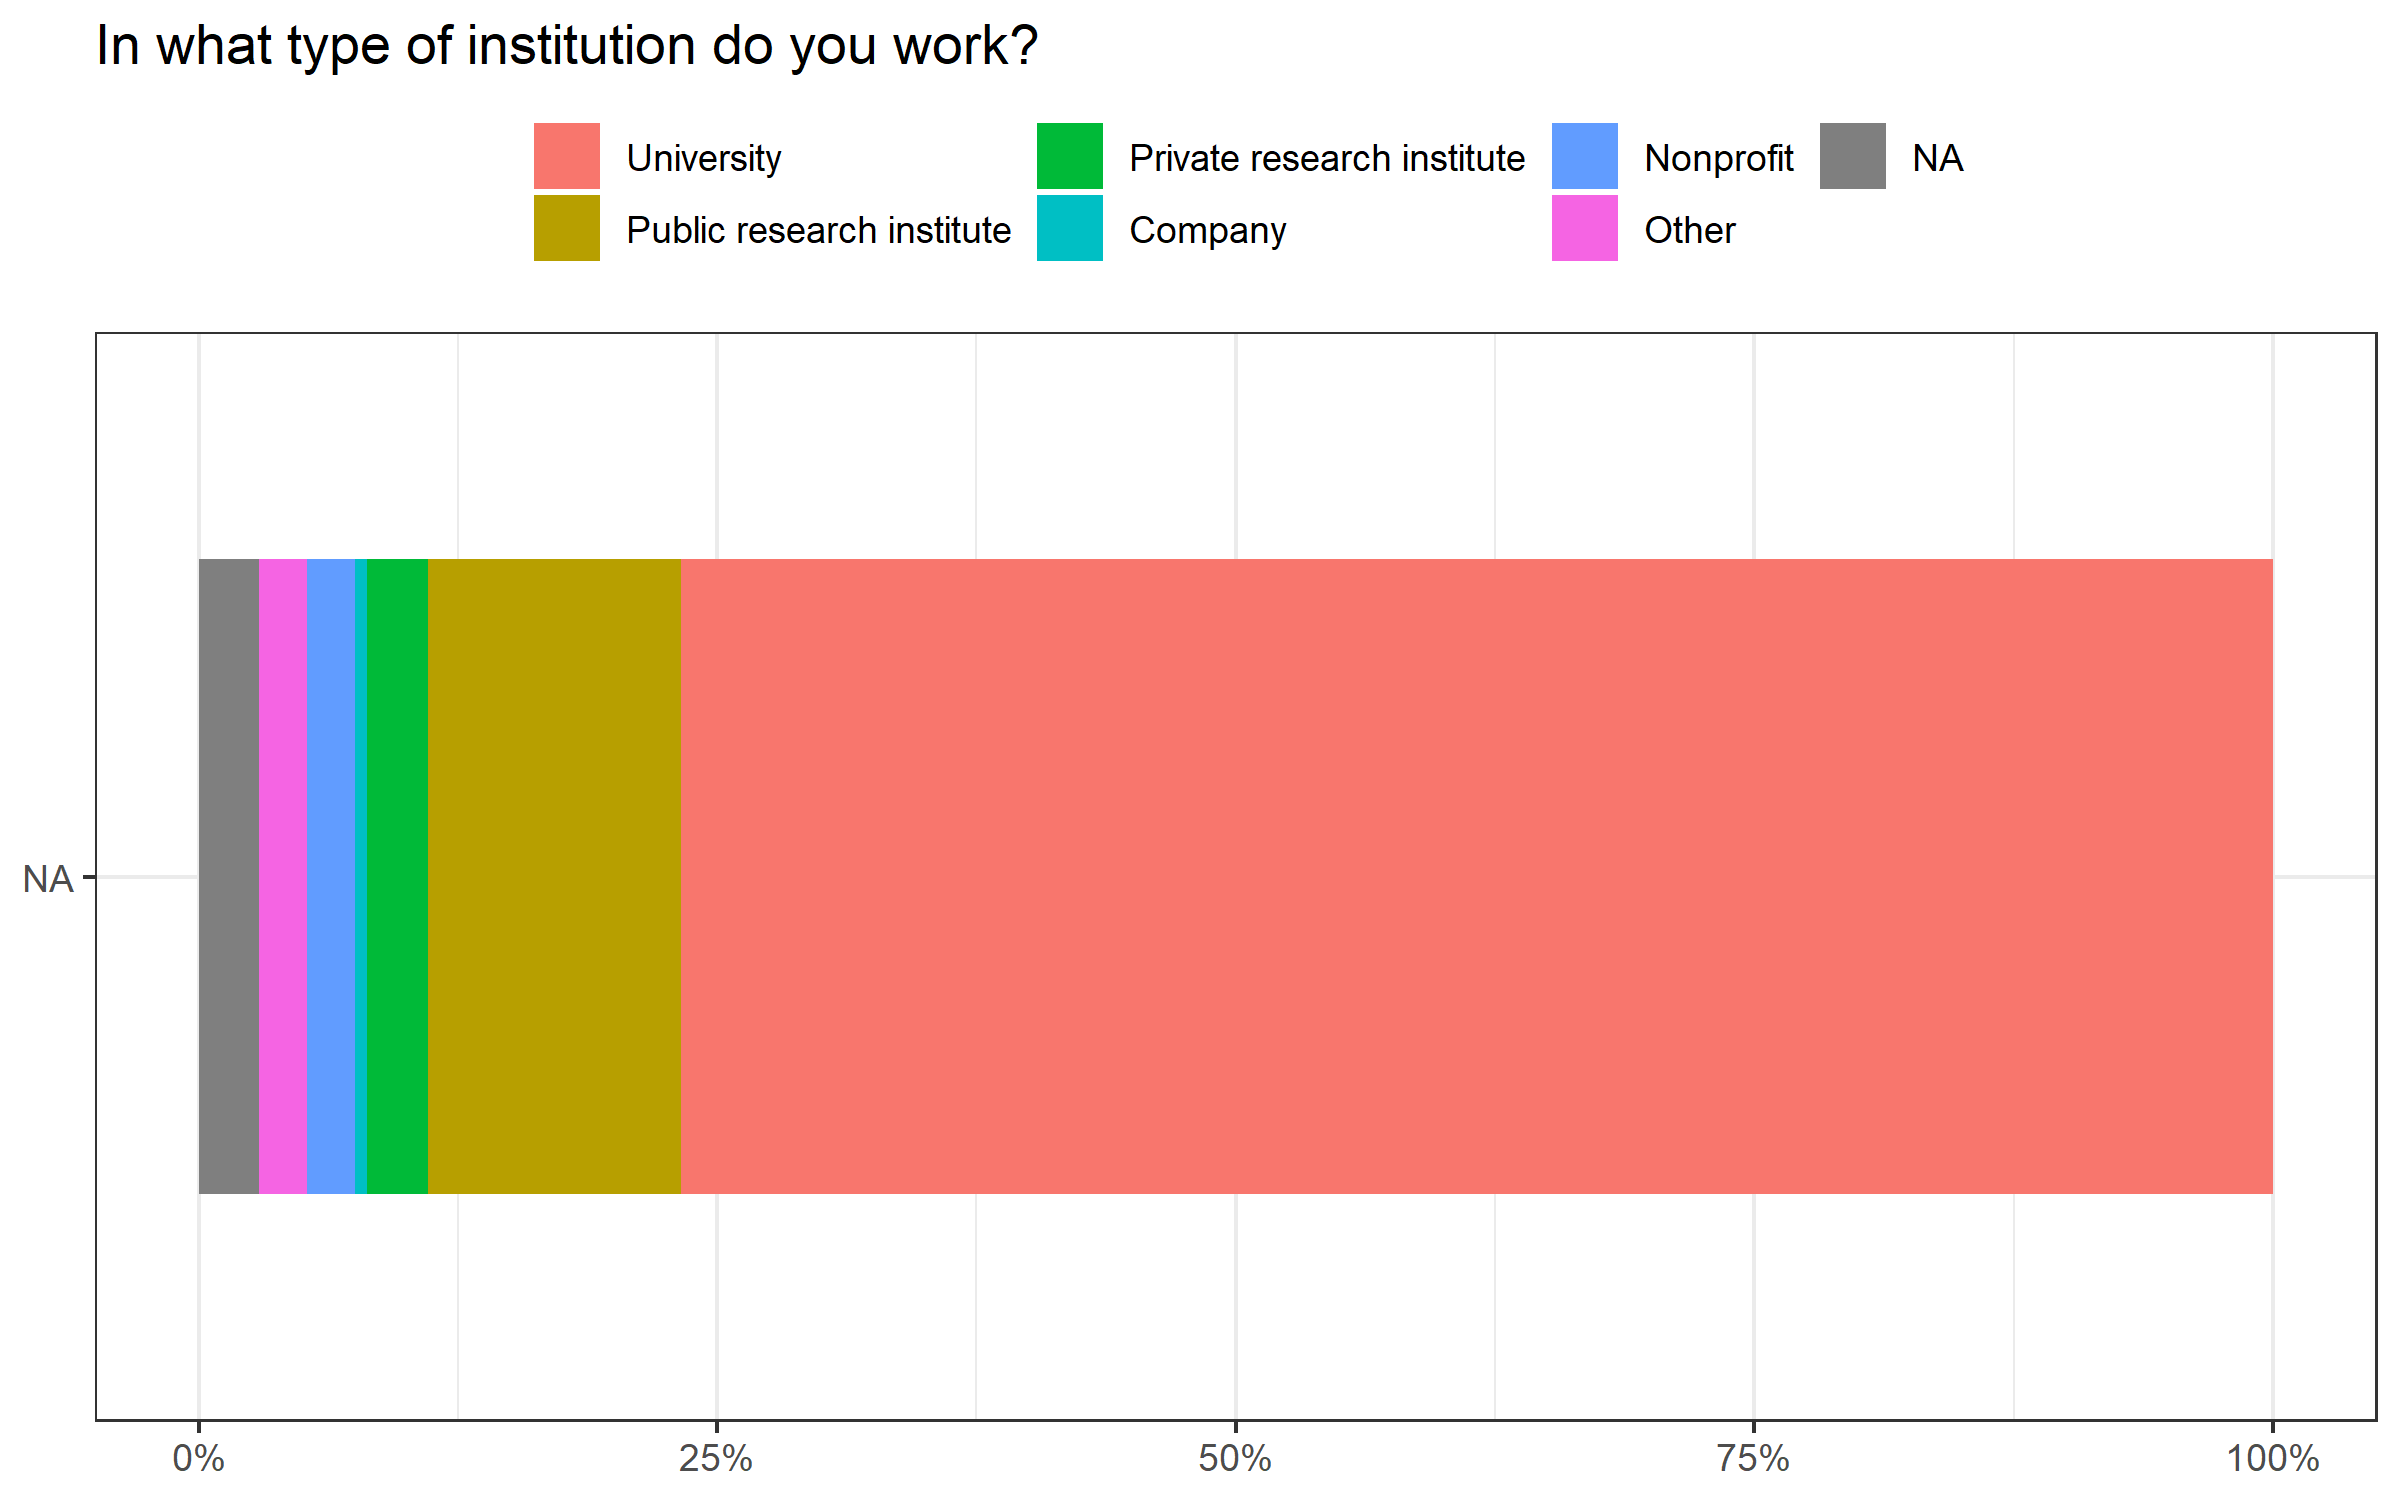 In what type of institution do you work?
University Private research institute Nonprofit NA
Public research institute Company Other
NA
0% 25% 50% 75% 100%